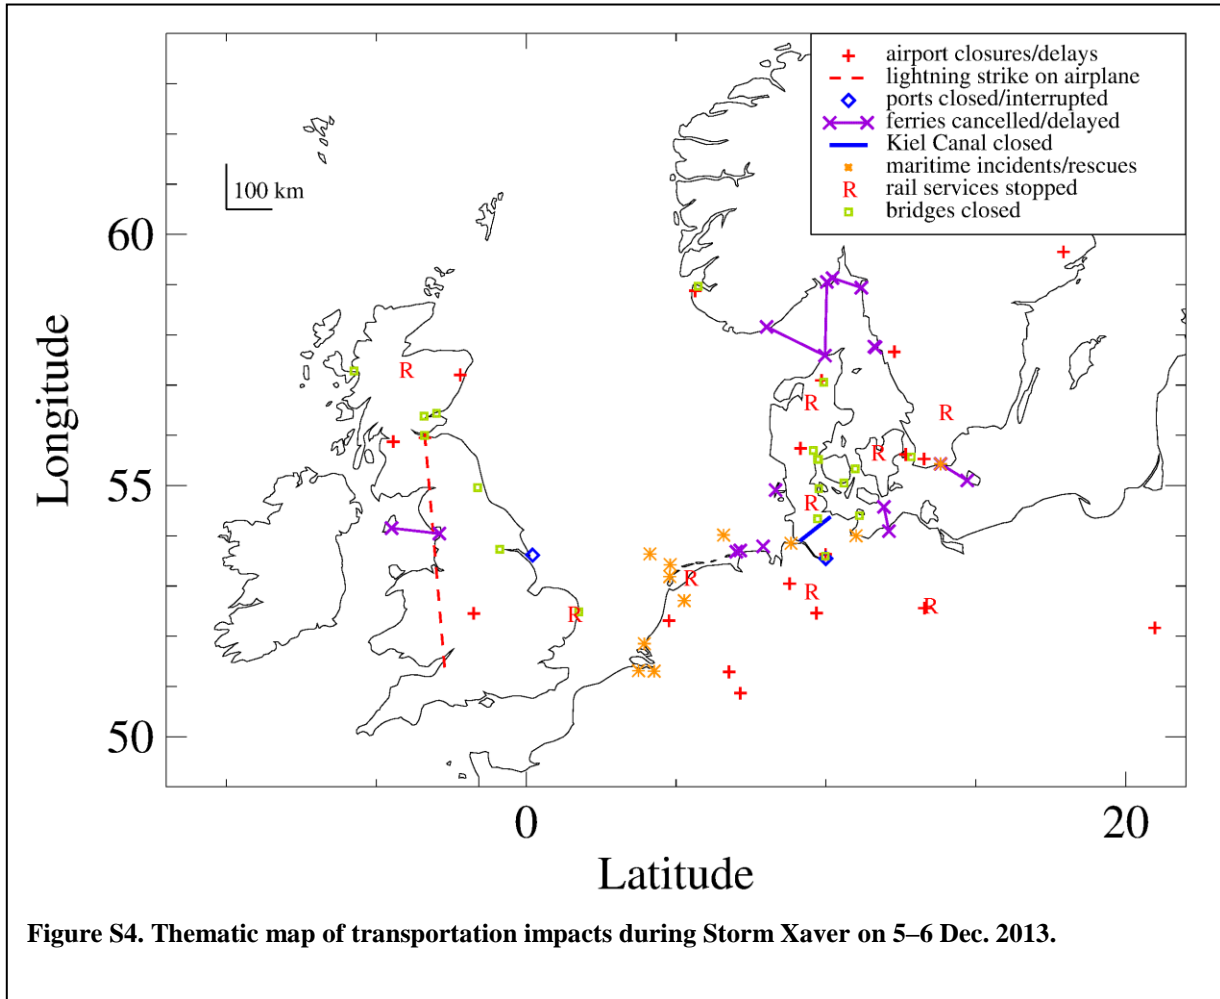 airport closures/delays
lightning strike on airplane
ports closed/interrupted
ferries cancelled/delayed
Kiel Canal closed
maritime incidents/rescues
R rail services stopped
bridges closed
100 km
60
55
50
Longitude
R
R
R
R
R
R
R
R
R
0
20
Latitude
Figure S4. Thematic map of transportation impacts during Storm Xaver on 5–6 Dec. 2013.